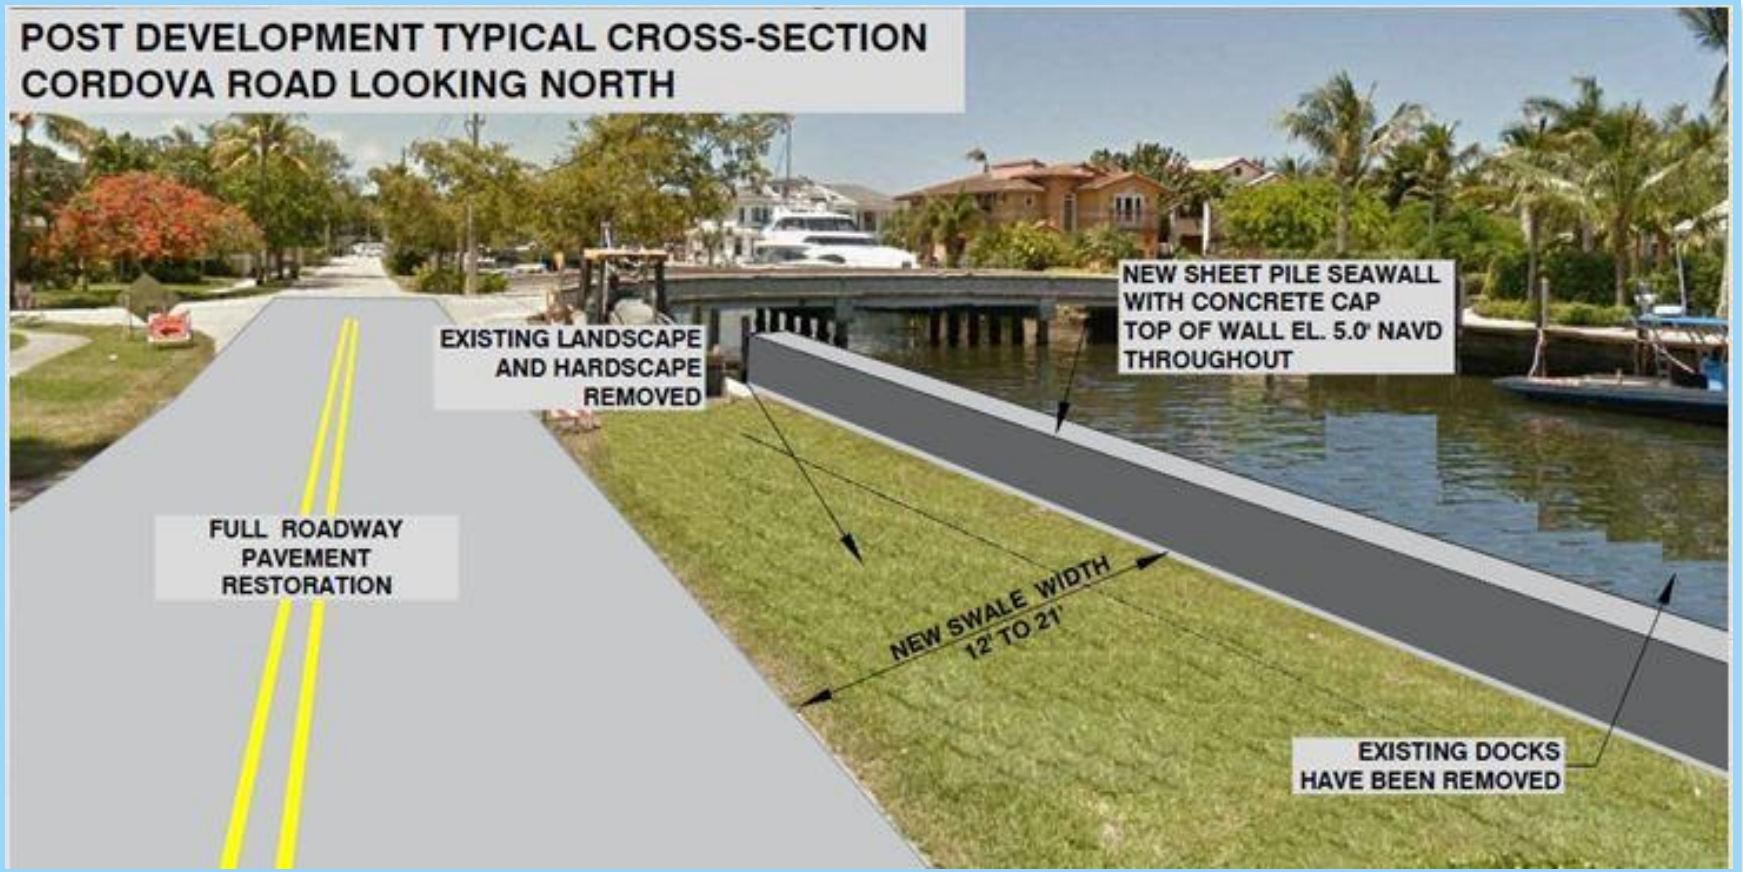 POST DEVELOPMENT TYPICAL CROSS-SECTION
CORDOVA ROAD LOOKING NORTH
NEW SHEET PILE SEAWALL
WITH CONCRETE CAP
TOP OF WALL EL. 5.0' NAVD
THROUGHOUT
EXISTING LANDSCAPE
AND HARDSCAPE
REMOVED
FULL ROADWAY
PAVEMENT
RESTORATION
NEW SWALE WIDTH
12' TO 21'
EXISTING DOCKS
HAVE BEEN REMOVED